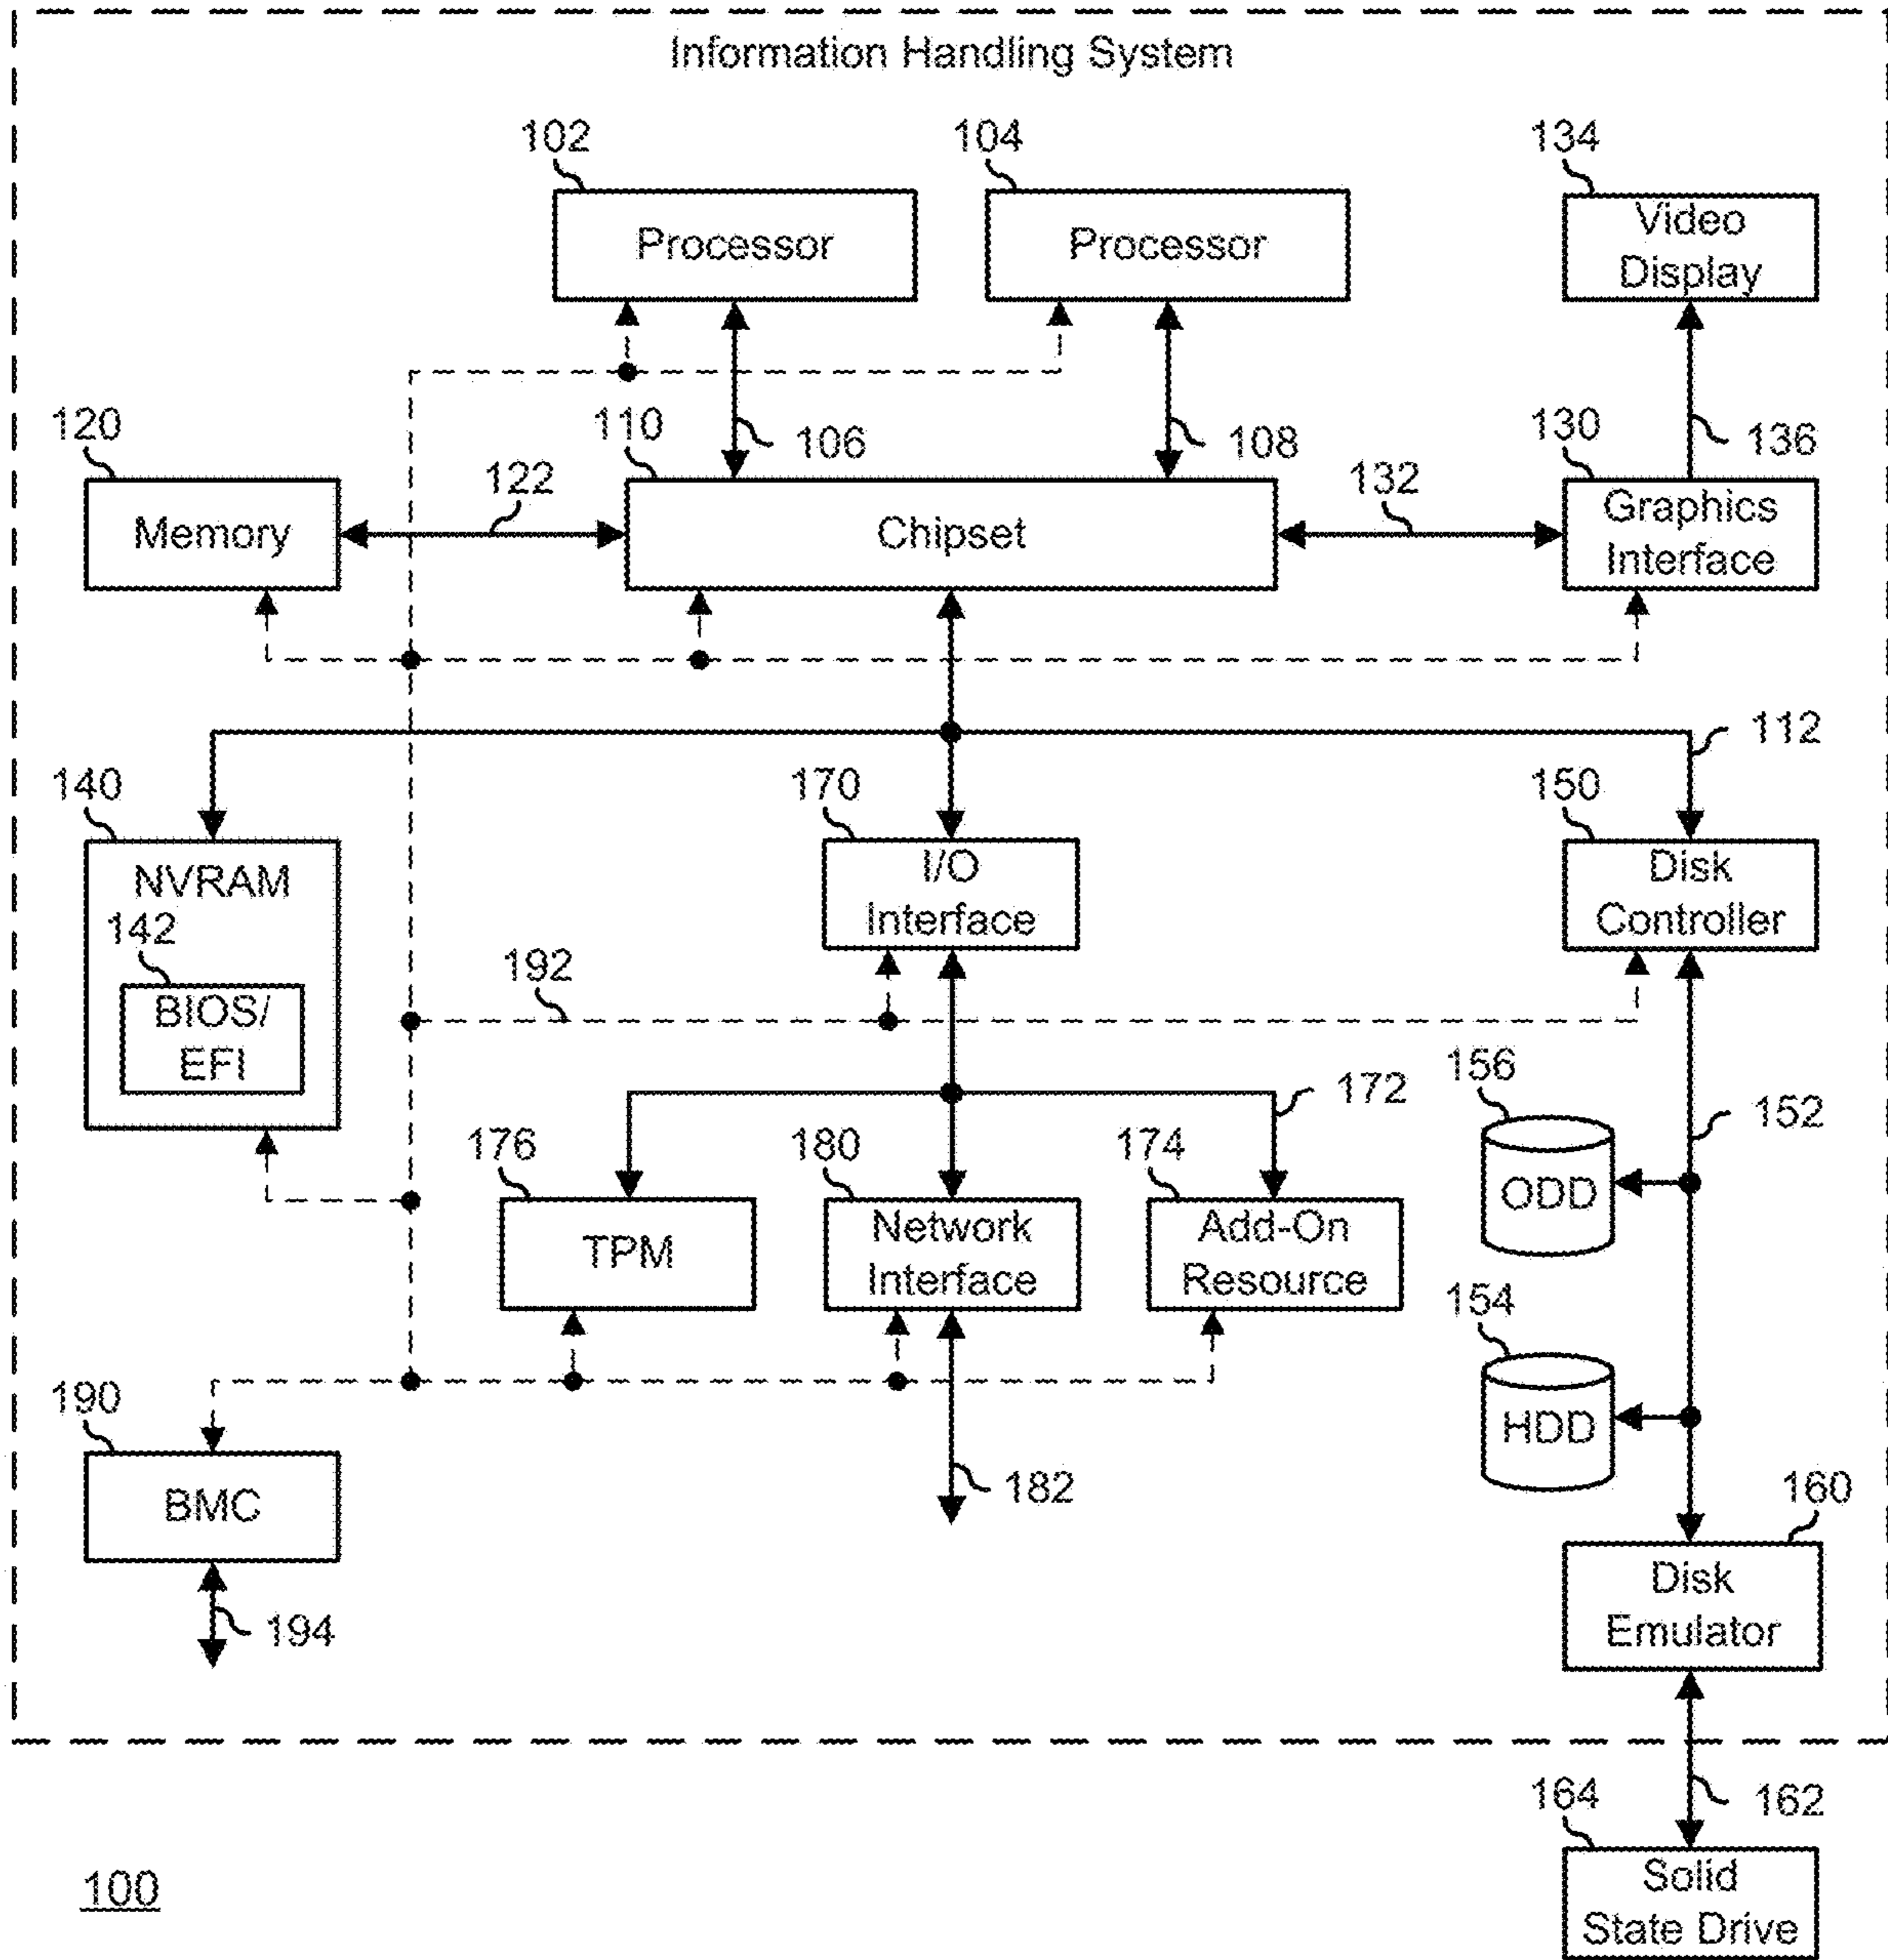 Information Handling System
102
104
134
Processor
Processor
Video
Display
120
110
106
108
130
136
122
132
Memory
Chipset
Graphics
Interface
112
140
170
150
NVRAM
I/O
Interface
Disk
Controller
142
BIOS/
EFI
192
156
172
152
176
180
174
ODD
TPM
Network
Interface
Add-On
Resource
154
HDD
190
182
BMC
160
194
Disk
Emulator
164
162
100
Solid
State Drive